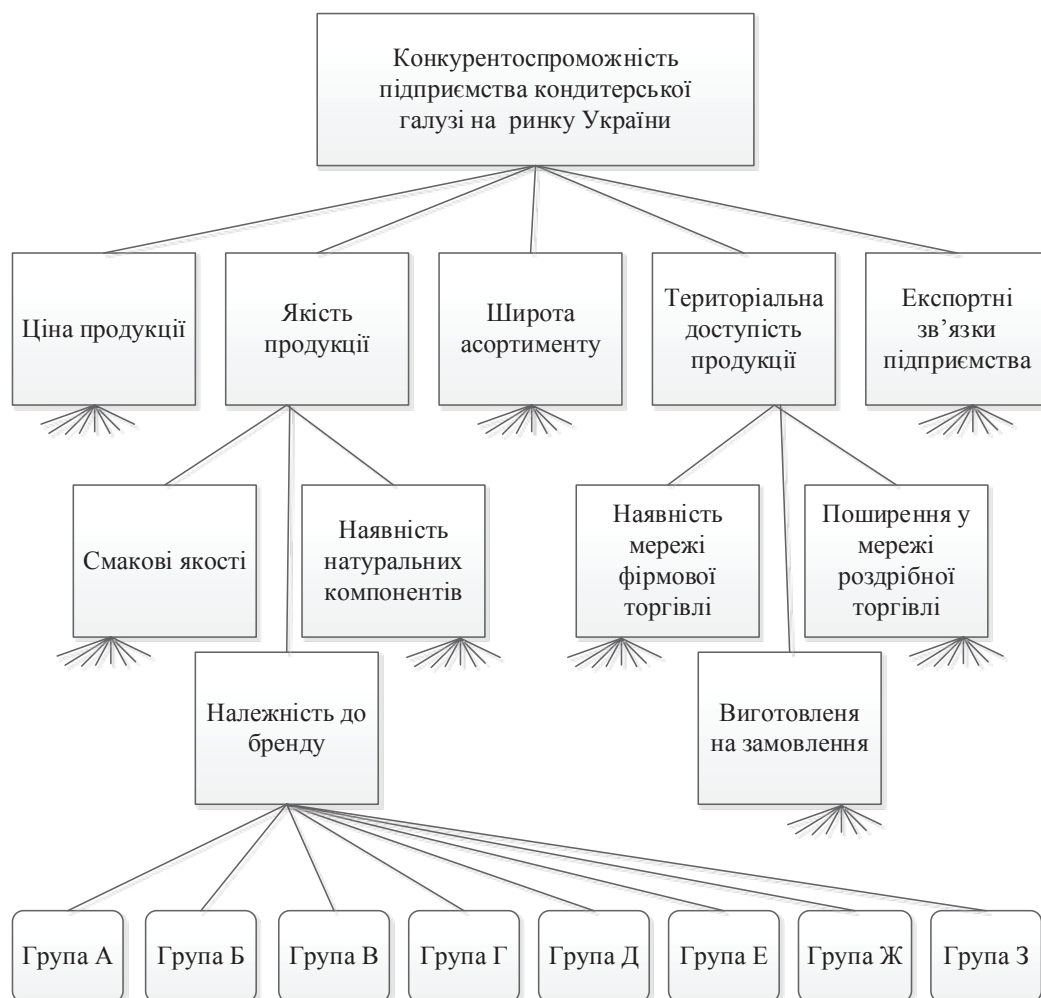 Конкурентоспроможність
підприємства кондитерської
галузі на ринку України
Ціна продукції
Якість
продукції
Широта
асортименту
Територіальна
доступість
продукції
Експортні
зв’язки
підприємства
Смакові якості
Наявність
натуральних
компонентів
Наявність
мережі
фірмової
торгівлі
Поширення у
мережі
роздрібної
торгівлі
Належність до
бренду
Виготовленя
на замовлення
Група А
Група Б
Група В
Група Г
Група Д
Група Е
Група Ж
Група З